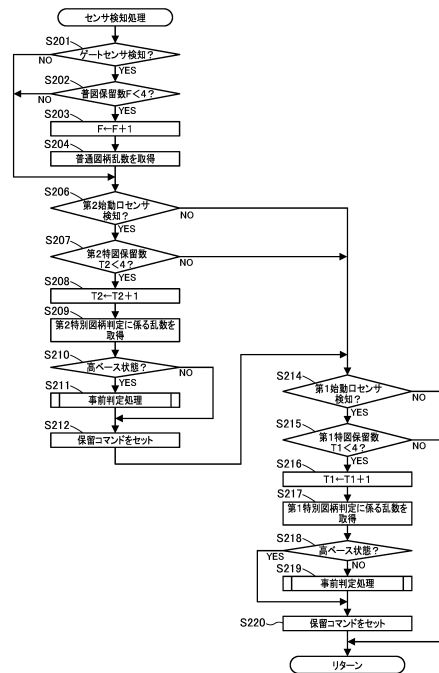 センサ検知処理
S201
ゲートセンサ検知?
NO
YES
S202
普図保留数F<4?
NO
YES
S203
F←F+1
S204
普通図柄乱数を取得
S206
第2始動口センサ
検知?
NO
YES
S207
第2特図保留数
T2<4?
NO
YES
S208
T2←T2+1
S209
第2特別図柄判定に係る乱数を
取得
S210
高ベース状態?
NO
YES
S211
事前判定処理
S212
保留コマンドをセット
S214
第1始動口センサ
検知?
NO
YES
S215
第1特図保留数
T1<4?
NO
YES
S216
T1←T1+1
S217
第1特別図柄判定に係る乱数を
取得
S218
高ベース状態?
YES
NO
S219
事前判定処理
S220
保留コマンドをセット
リターン